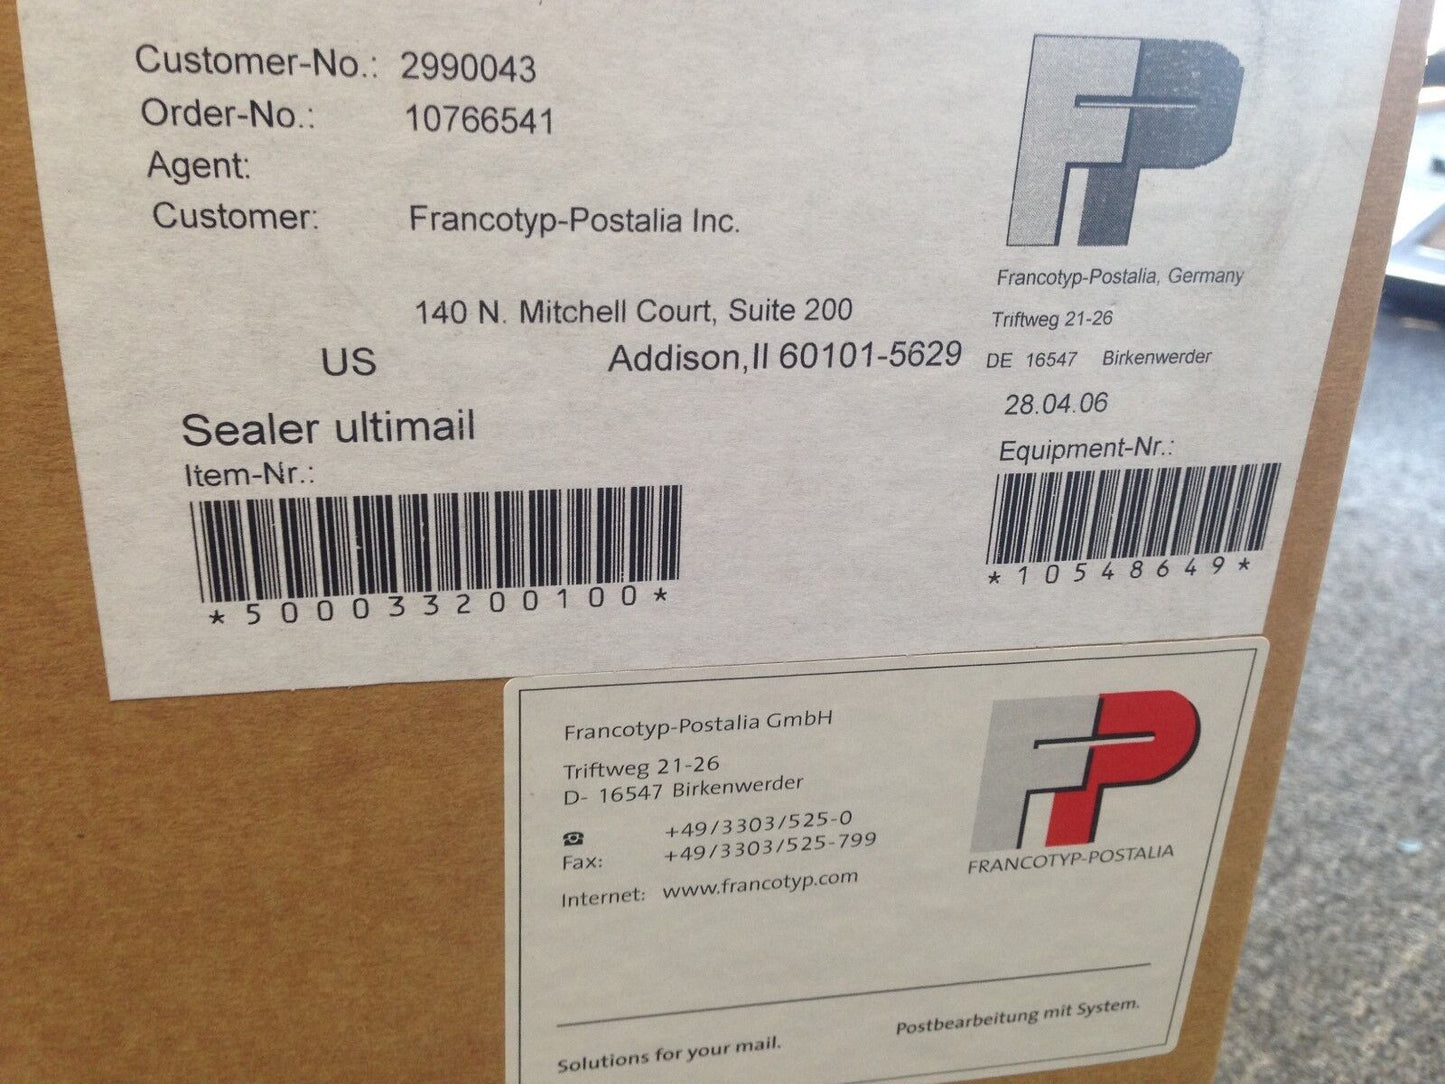 Customer-No.: 2990043
Order-No.: 10766541
Agent:
Customer: Francotyp-Postalia Inc.
140 N. Mitchell Court, Suite 200
US Addison,Il 60101-5629
Sealer ultimail
Item-Nr.:
*500033200100*
FP
Francotyp-Postalia, Germany
Triftweg 21-26
DE 16547 Birkenwerder
28.04.06
Equipment-Nr.:
*10548649*
Francotyp-Postalia GmbH
Triftweg 21-26
D- 16547 Birkenwerder
+49/3303/525-0
Fax: +49/3303/525-799
Internet: www.francotyp.com
FP
FRANCOTYP-POSTALIA
Solutions for your mail. Postbearbeitung mit System.